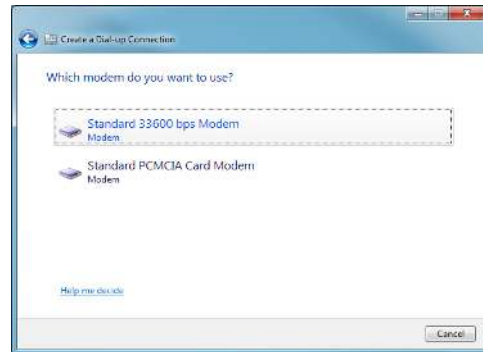 Create a Dial-up Connection
Which modem do you want to use?
Standard 33600 bps Modem
Modem
Standard PCMCIA Card Modem
Modem
Help me decide
Cancel